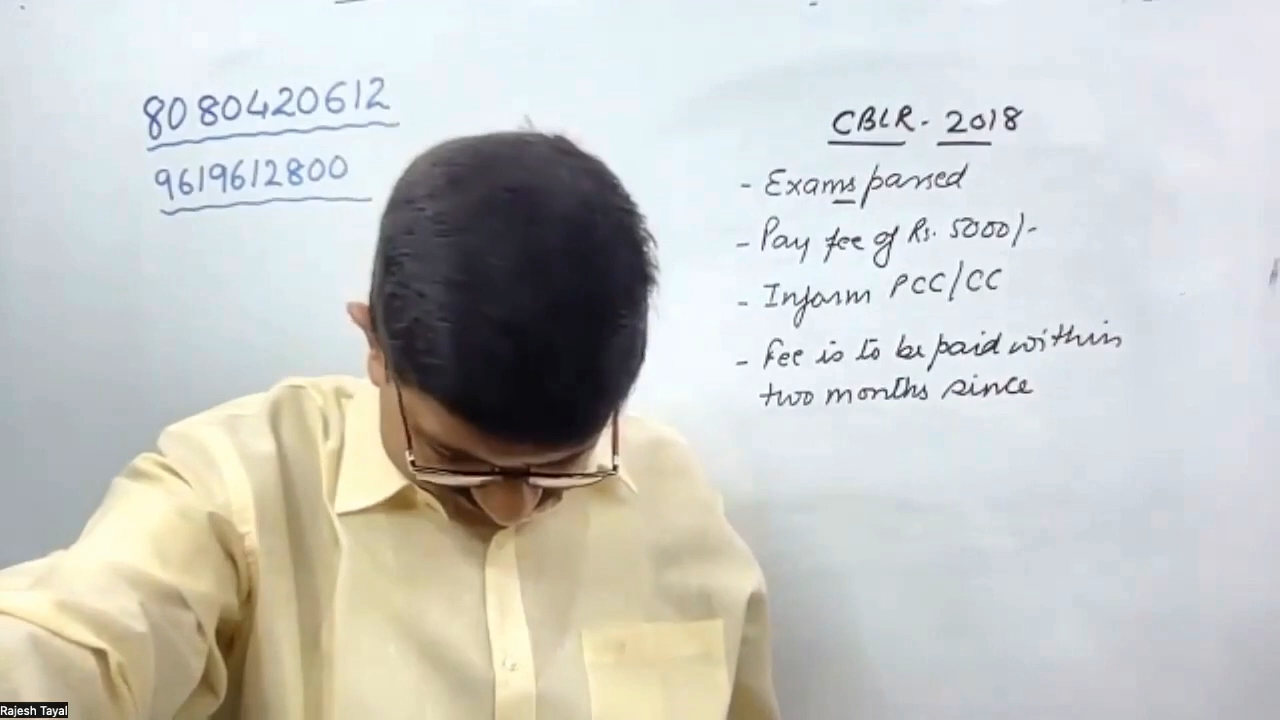 8080420612
9619612800
CBLR - 2018
- Exams passed
- Pay fee of Rs. 5000/-
- Inform PCC/CC
- Fee is to be paid within
two months since
Rajesh Tayal